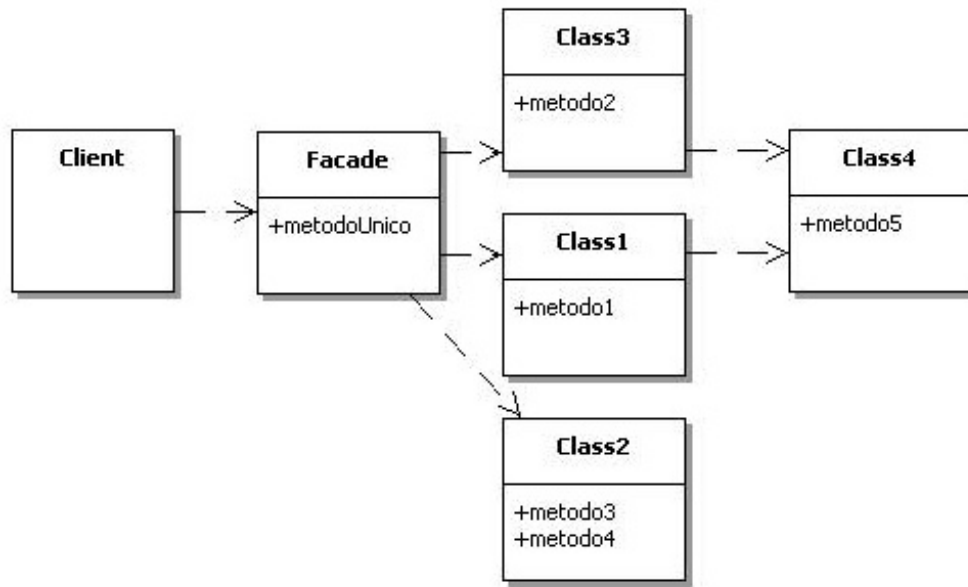 Client
Facade
+metodoUnico
Class3
+metodo2
Class1
+metodo1
Class2
+metodo3
+metodo4
Class4
+metodo5